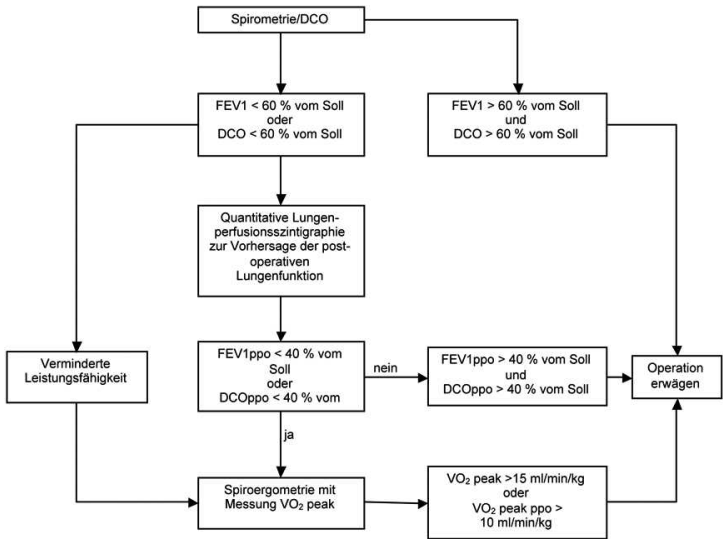 Spirometrie/DCO
FEV1 < 60 % vom Soll
oder
DCO < 60 % vom Soll
FEV1 > 60 % vom Soll
und
DCO > 60 % vom Soll
Quantitative Lungen-
perfusionsszintigraphie
zur Vorhersage der post-
operativen
Lungenfunktion
Verminderte
Leistungsfähigkeit
FEV1ppo < 40 % vom
Soll
oder
DCOppo < 40 % vom
nein
FEV1ppo > 40 % vom Soll
und
DCOppo > 40 % vom Soll
Operation
erwägen
ja
Spiroergometrie mit
Messung VO₂ peak
VO₂ peak >15 ml/min/kg
oder
VO₂ peak ppo >
10 ml/min/kg